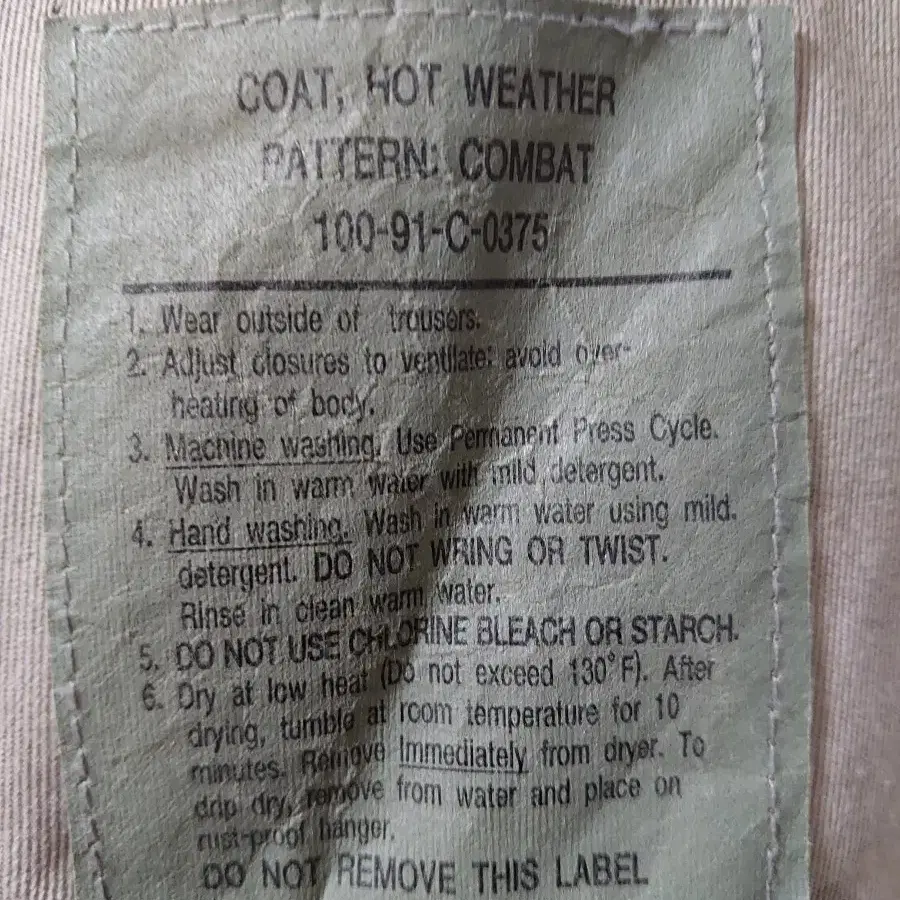 COAT, HOT WEATHER
PATTERN: COMBAT
100-91-C-0375
1. Wear outside of trousers.
2. Adjust closures to ventilate: avoid over-
heating of body.
3. Machine washing. Use Permanent Press Cycle.
Wash in warm water with mild detergent.
4. Hand washing. Wash in warm water using mild.
detergent. DO NOT WRING OR TWIST.
Rinse in clean warm water.
5. DO NOT USE CHLORINE BLEACH OR STARCH.
6. Dry at low heat (Do not exceed 130°F). After
drying, tumble at room temperature for 10
minutes. Remove Immediately from dryer. To
drip dry, remove from water and place on
rust-proof hanger.
DO NOT REMOVE THIS LABEL